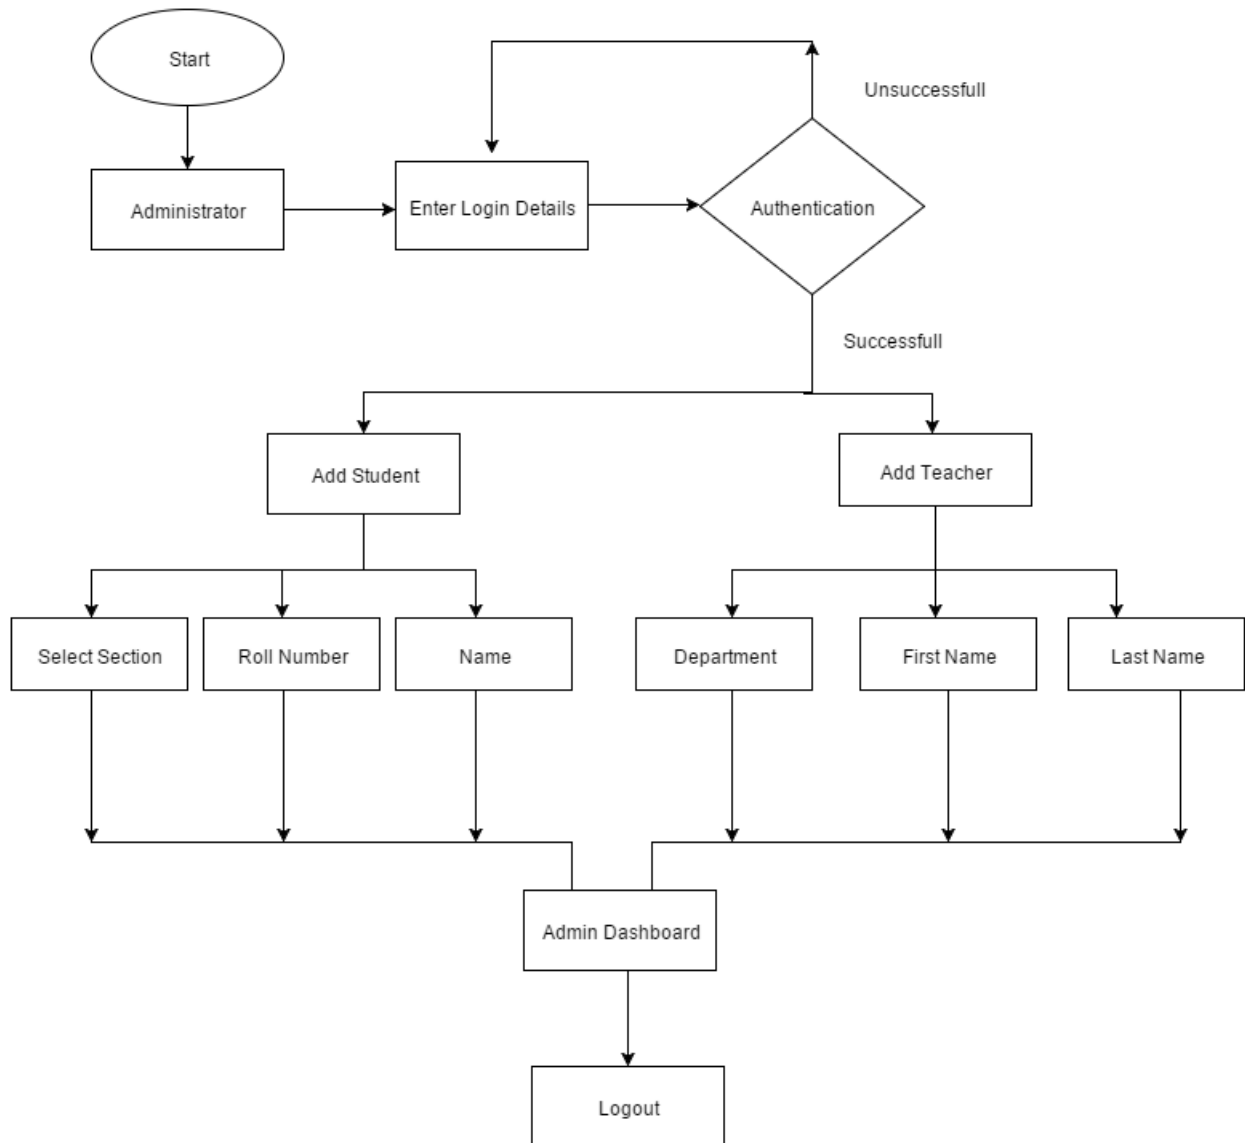 Start
Unsuccessfull
Administrator
Enter Login Details
Authentication
Successfull
Add Student
Add Teacher
Select Section
Roll Number
Name
Department
First Name
Last Name
Admin Dashboard
Logout